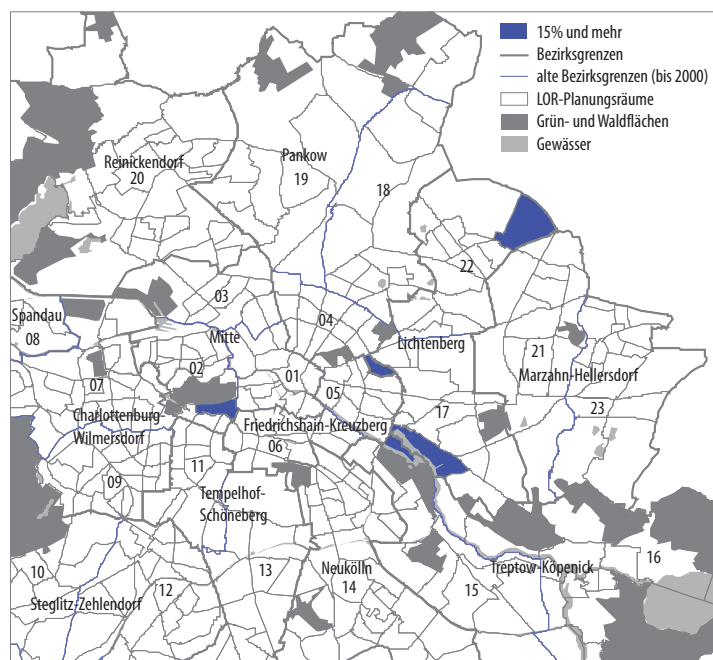 15% und mehr
Bezirksgrenzen
alte Bezirksgrenzen (bis 2000)
LOR-Planungsräume
Grün- und Waldflächen
Gewässer
Reinickendorf
20
Pankow
19
18
22
03
Spandau
08
04
Mitte
Lichtenberg
02
21
01
Marzahn-Hellersdorf
07
05
Charlottenburg
Wilmersdorf
Friedrichshain-Kreuzberg
17
23
06
11
09
Tempelhof-
Schöneberg
10
12
13
Neukölln
14
15
Treptow-Köpenick
16
Steglitz-Zehlendorf